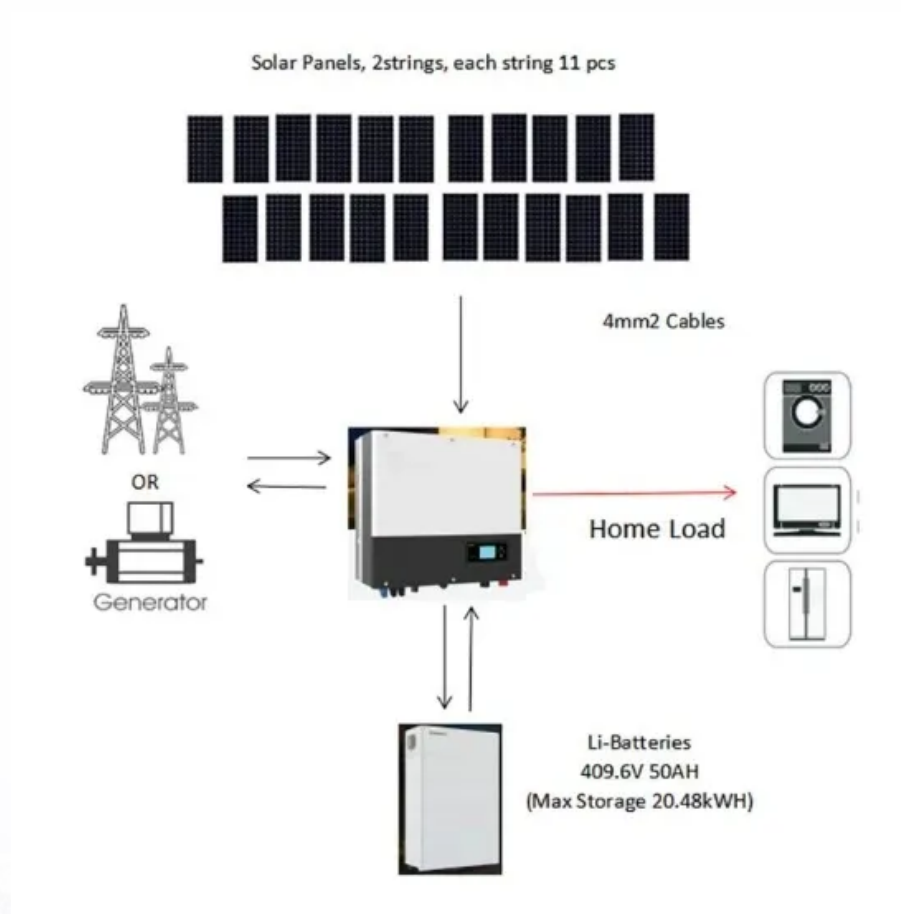 Solar Panels, 2strings, each string 11 pcs
4mm2 Cables
OR
Generator
Home Load
Li-Batteries
409.6V 50AH
(Max Storage 20.48kWH)